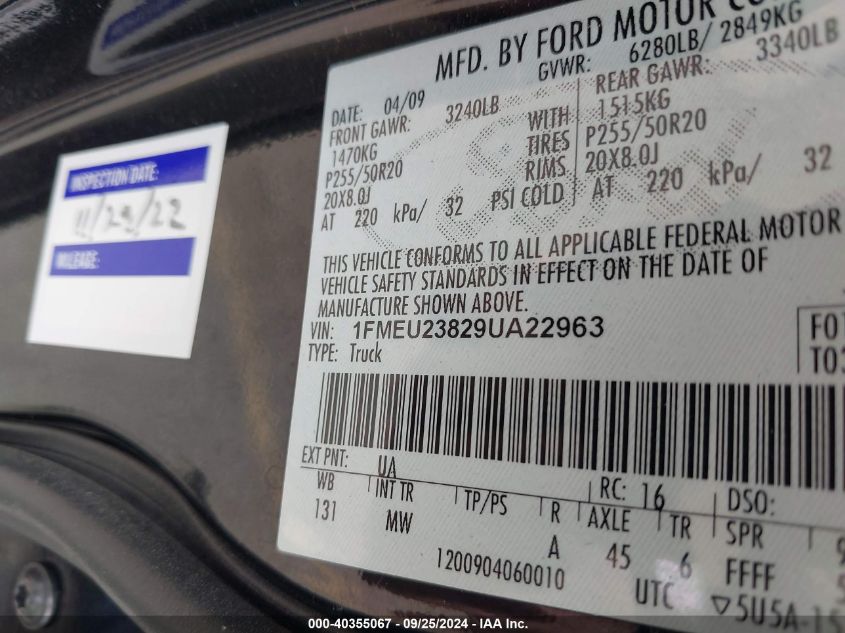 INSPECTION DATE:
11/29/22
MILEAGE:
MFD. BY FORD MOTOR
DATE: 04/09
GVWR: 6280LB/ 2849KG
FRONT GAWR: 3240LB
REAR GAWR: 3340LB
1470KG
WITH
1515KG
P255/50R20
TIRES
P255/50R20
20X8.0J
RIMS
20X8.0J
AT 220 kPa/ 32 PSI COLD
AT 220 kPa/ 32
THIS VEHICLE CONFORMS TO ALL APPLICABLE FEDERAL MOTOR
VEHICLE SAFETY STANDARDS IN EFFECT ON THE DATE OF
MANUFACTURE SHOWN ABOVE.
VIN: 1FMEU23829UA22963
TYPE: Truck
EXT PNT: UA
RC: 16
DSO:
WB
INT TR
TP/PS
R
AXLE
TR
SPR
131
MW
A
45
6
FFFF
1200904060010
UTC
▽5U5A-
000-40355067 - 09/25/2024 - IAA Inc.